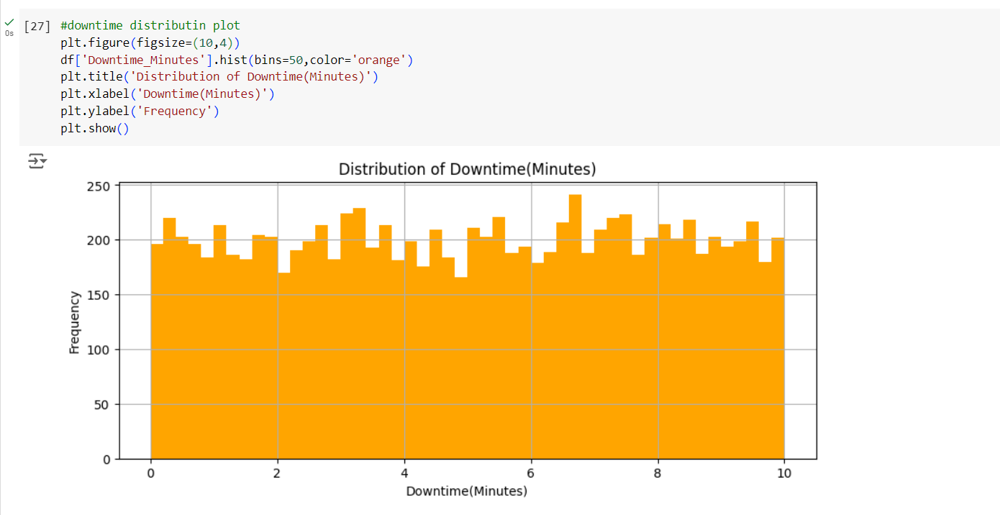 [27] #downtime distributin plot
0s
plt.figure(figsize=(10,4))
df['Downtime_Minutes'].hist(bins=50,color='orange')
plt.title('Distribution of Downtime(Minutes)')
plt.xlabel('Downtime(Minutes)')
plt.ylabel('Frequency')
plt.show()
Distribution of Downtime(Minutes)
250
200
150
100
50
0
Frequency
0 2 4 6 8 10
Downtime(Minutes)